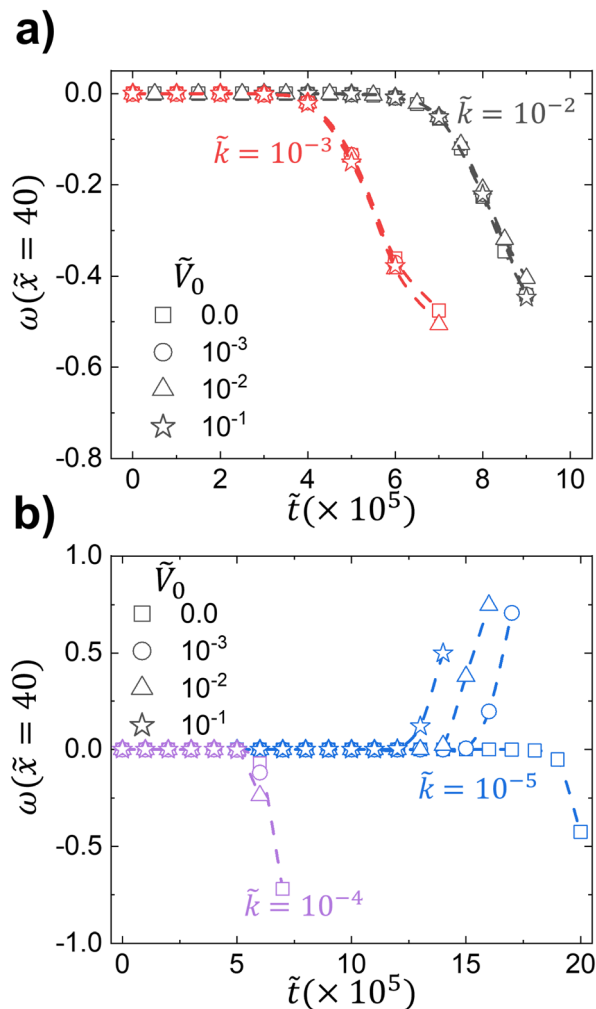 a)
0.0
-0.2
-0.4
-0.6
-0.8
ω(x̃ = 40)
k̃ = 10⁻³
k̃ = 10⁻²
Ṽ₀
0.0
10⁻³
10⁻²
10⁻¹
0 2 4 6 8 10
t̃(× 10⁵)
b)
1.0
0.5
0.0
-0.5
-1.0
ω(x̃ = 40)
Ṽ₀
0.0
10⁻³
10⁻²
10⁻¹
k̃ = 10⁻⁵
k̃ = 10⁻⁴
0 5 10 15 20
t̃(× 10⁵)